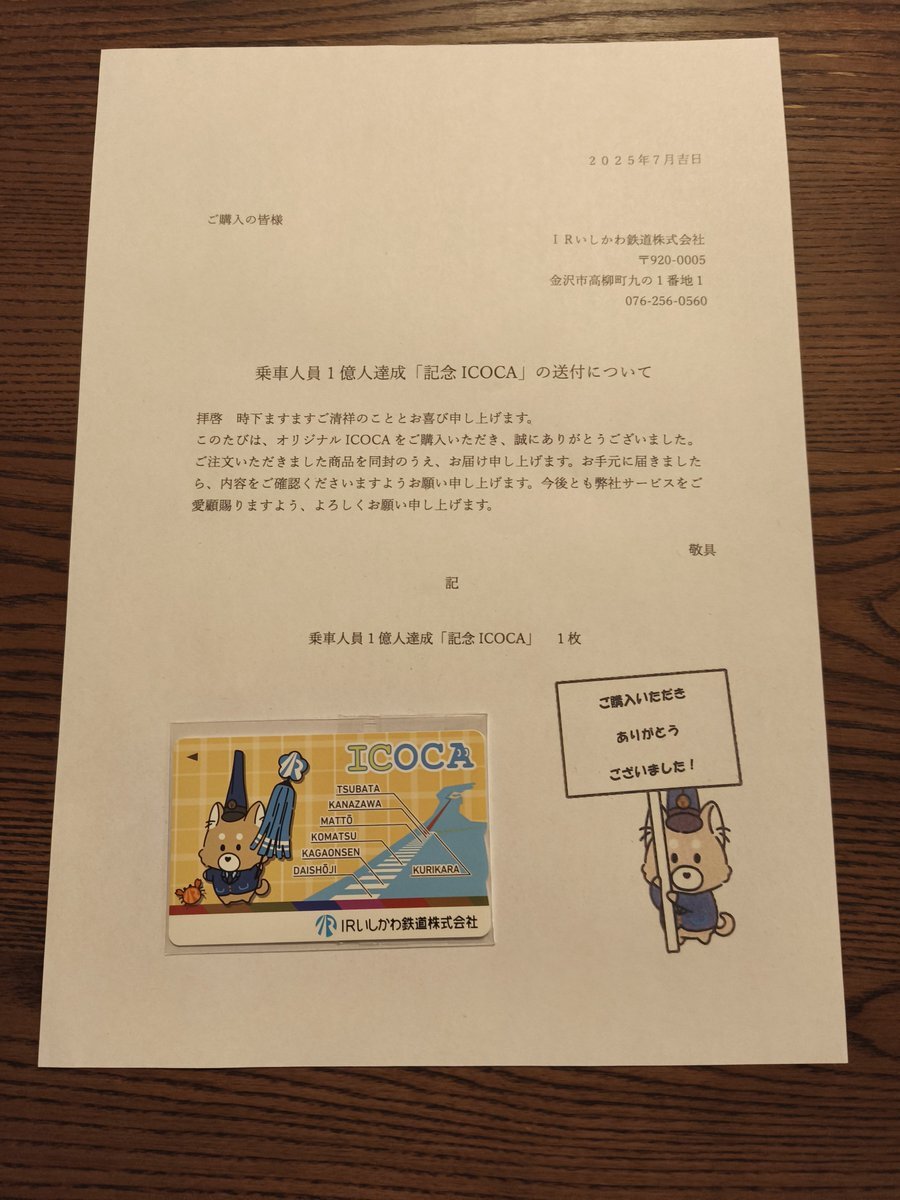 ２０２５年７月吉日
ご購入の皆様
ＩＲいしかわ鉄道株式会社
〒920-0005
金沢市高柳町九の１番地１
076-256-0560
乗車人員１億人達成「記念 ICOCA」の送付について
拝啓　時下ますますご清祥のこととお喜び申し上げます。
このたびは、オリジナル ICOCA をご購入いただき、誠にありがとうございました。
ご注文いただきました商品を同封のうえ、お届け申し上げます。お手元に届きました
ら、内容をご確認くださいますようお願い申し上げます。今後とも弊社サービスをご
愛顧賜りますよう、よろしくお願い申し上げます。
敬具
記
乗車人員１億人達成「記念 ICOCA」　１枚
ICOCA
TSUBATA
KANAZAWA
MATTŌ
KOMATSU
KAGAONSEN
DAISHŌJI
KURIKARA
IRいしかわ鉄道株式会社
ご購入いただき
ありがとう
ございました！